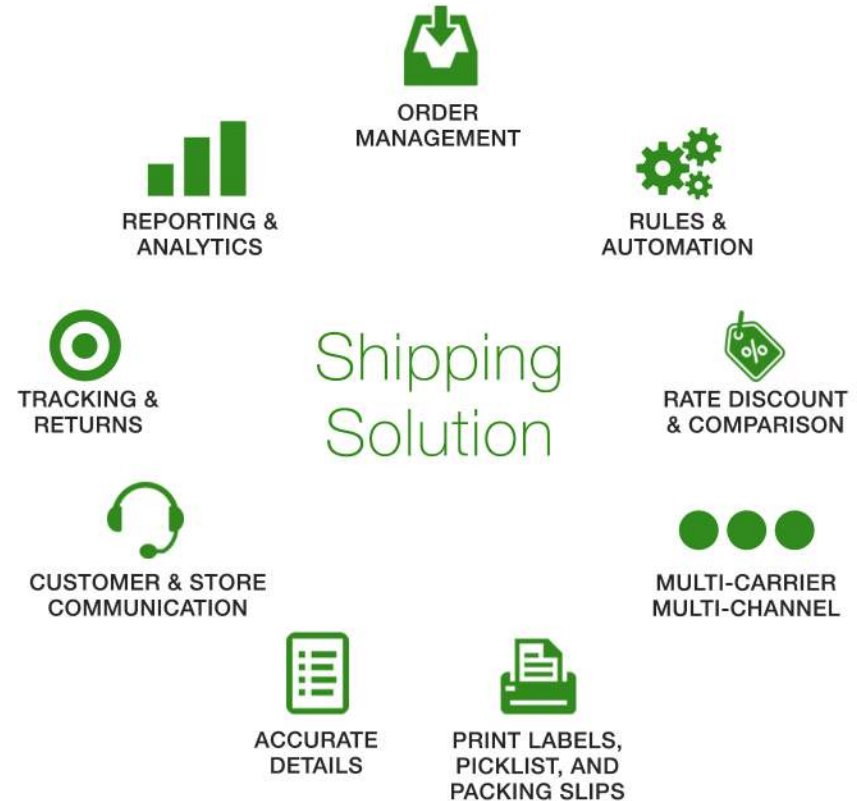 ORDER
MANAGEMENT
REPORTING &
ANALYTICS
RULES &
AUTOMATION
Shipping
Solution
TRACKING &
RETURNS
%
RATE DISCOUNT
& COMPARISON
CUSTOMER & STORE
COMMUNICATION
MULTI-CARRIER
MULTI-CHANNEL
ACCURATE
DETAILS
PRINT LABELS,
PICKLIST, AND
PACKING SLIPS